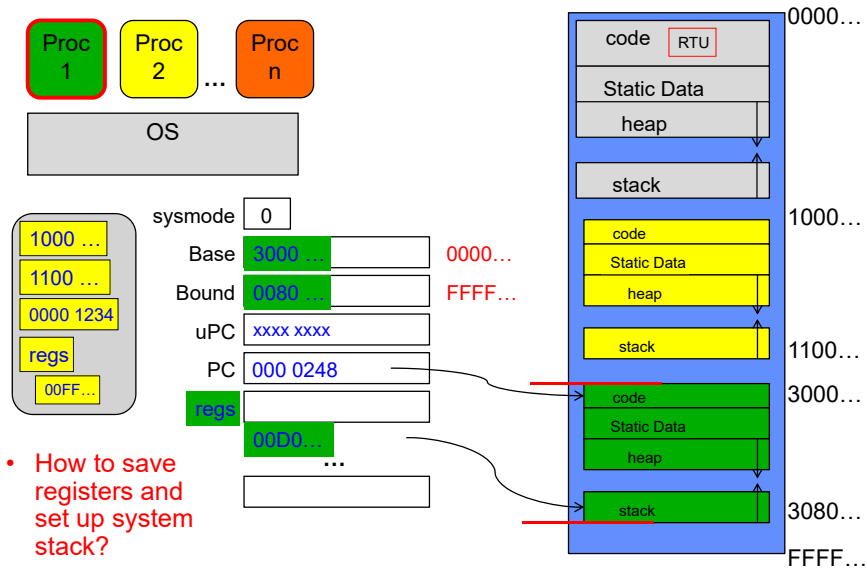 Proc
1
Proc
2
...
Proc
n
OS
1000 ...
1100 ...
0000 1234
regs
00FF...
sysmode 0
Base 3000 ... 0000...
Bound 0080 ... FFFF...
uPC xxxx xxxx
PC 000 0248
regs
00D0...
...
• How to save
registers and
set up system
stack?
0000...
code RTU
Static Data
heap
stack
1000...
code
Static Data
heap
stack
1100...
3000...
code
Static Data
heap
stack
3080...
FFFF...